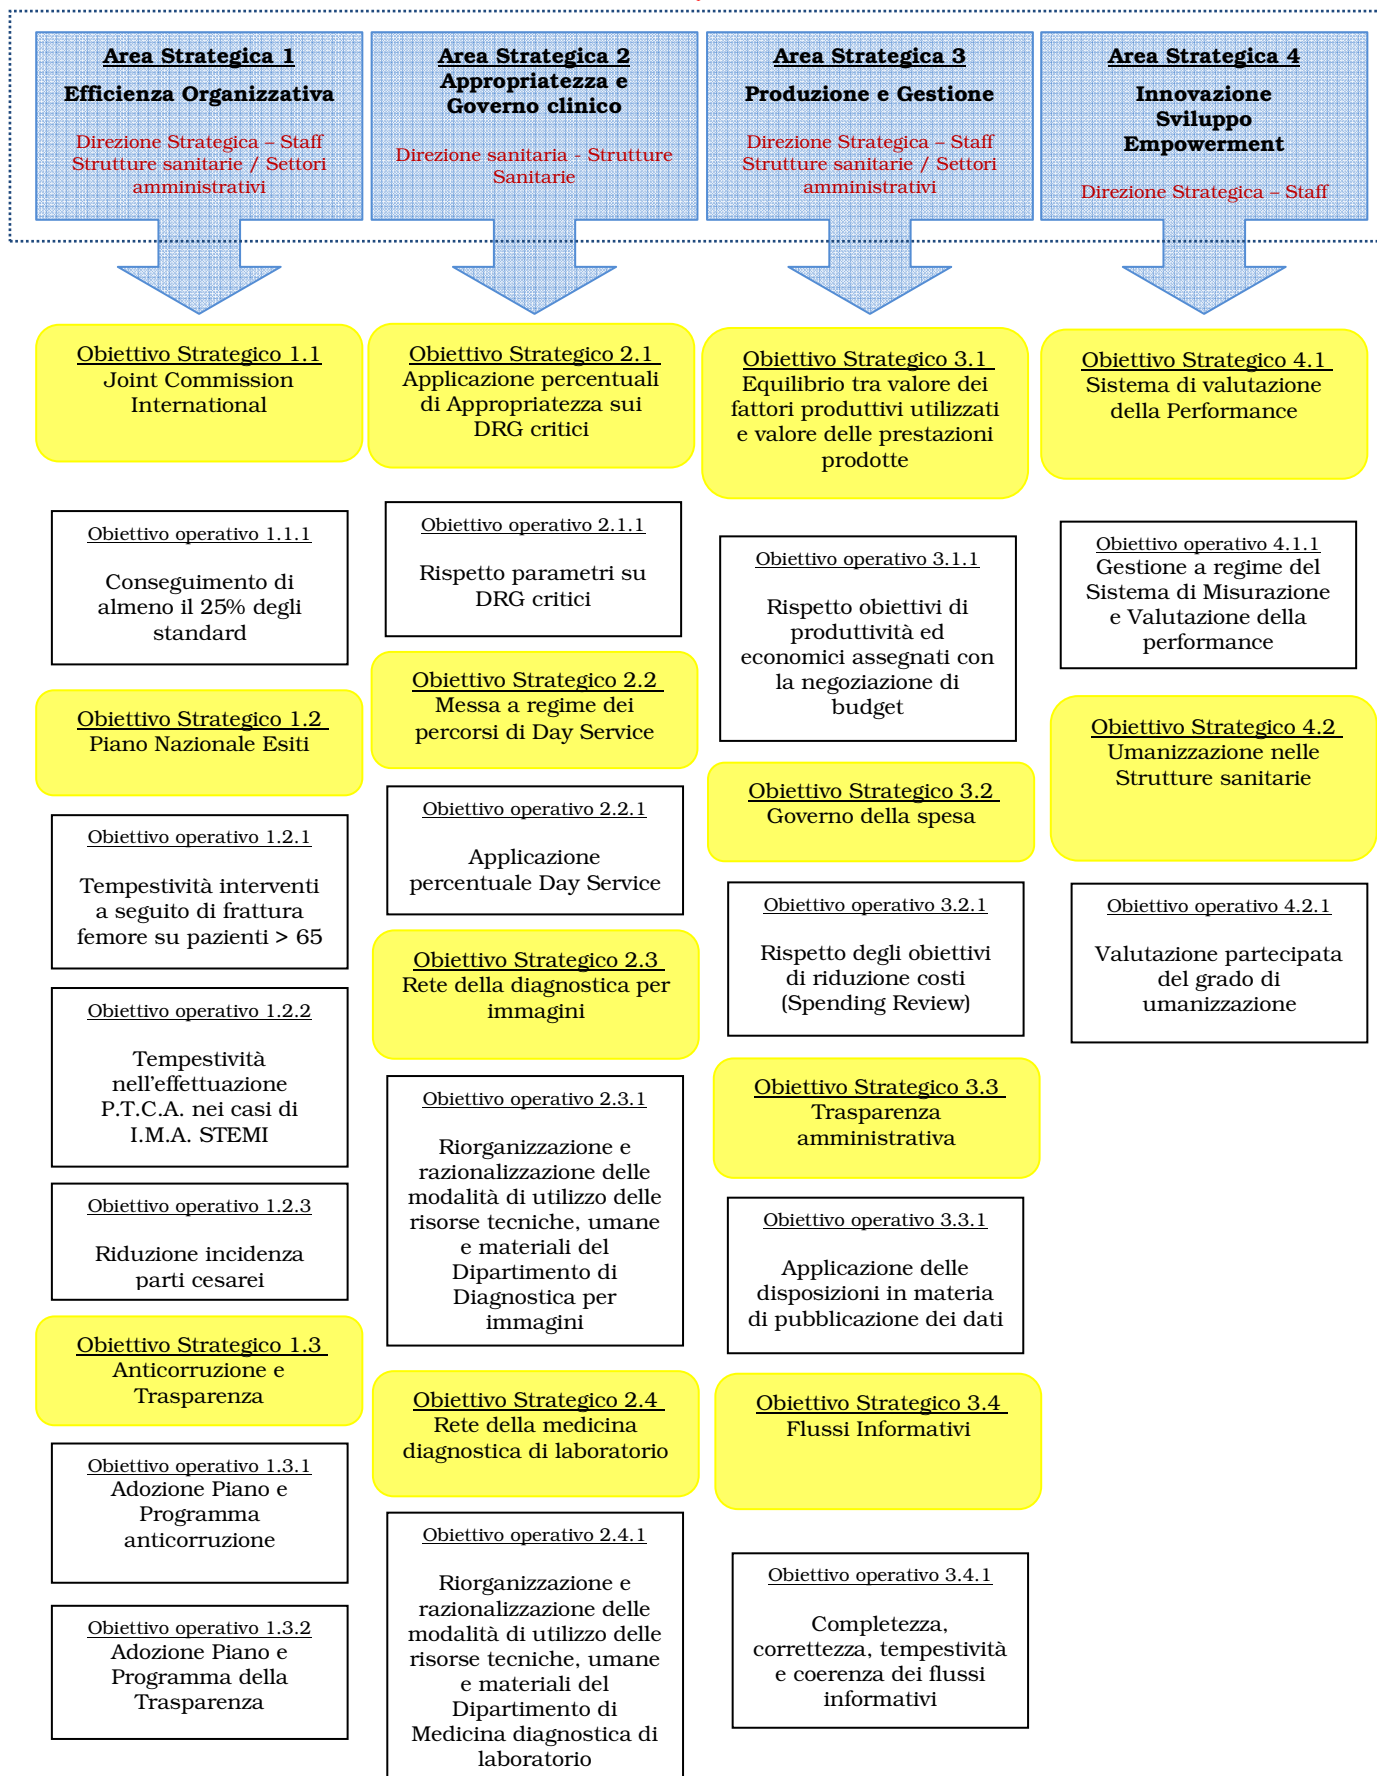 Area Strategica 1
Efficienza Organizzativa
Direzione Strategica – Staff
Strutture sanitarie / Settori
amministrativi
Area Strategica 2
Appropriatezza e
Governo clinico
Direzione sanitaria - Strutture
Sanitarie
Area Strategica 3
Produzione e Gestione
Direzione Strategica – Staff
Strutture sanitarie / Settori
amministrativi
Area Strategica 4
Innovazione
Sviluppo
Empowerment
Direzione Strategica – Staff
Obiettivo Strategico 1.1
Joint Commission
International
Obiettivo operativo 1.1.1
Conseguimento di
almeno il 25% degli
standard
Obiettivo Strategico 1.2
Piano Nazionale Esiti
Obiettivo operativo 1.2.1
Tempestività interventi
a seguito di frattura
femore su pazienti > 65
Obiettivo operativo 1.2.2
Tempestività
nell'effettuazione
P.T.C.A. nei casi di
I.M.A. STEMI
Obiettivo operativo 1.2.3
Riduzione incidenza
parti cesarei
Obiettivo Strategico 1.3
Anticorruzione e
Trasparenza
Obiettivo operativo 1.3.1
Adozione Piano e
Programma
anticorruzione
Obiettivo operativo 1.3.2
Adozione Piano e
Programma della
Trasparenza
Obiettivo Strategico 2.1
Applicazione percentuali
di Appropriatezza sui
DRG critici
Obiettivo operativo 2.1.1
Rispetto parametri su
DRG critici
Obiettivo Strategico 2.2
Messa a regime dei
percorsi di Day Service
Obiettivo operativo 2.2.1
Applicazione
percentuale Day Service
Obiettivo Strategico 2.3
Rete della diagnostica per
immagini
Obiettivo operativo 2.3.1
Riorganizzazione e
razionalizzazione delle
modalità di utilizzo delle
risorse tecniche, umane
e materiali del
Dipartimento di
Diagnostica per
immagini
Obiettivo Strategico 2.4
Rete della medicina
diagnostica di laboratorio
Obiettivo operativo 2.4.1
Riorganizzazione e
razionalizzazione delle
modalità di utilizzo delle
risorse tecniche, umane
e materiali del
Dipartimento di
Medicina diagnostica di
laboratorio
Obiettivo Strategico 3.1
Equilibrio tra valore dei
fattori produttivi utilizzati
e valore delle prestazioni
prodotte
Obiettivo operativo 3.1.1
Rispetto obiettivi di
produttività ed
economici assegnati con
la negoziazione di
budget
Obiettivo Strategico 3.2
Governo della spesa
Obiettivo operativo 3.2.1
Rispetto degli obiettivi
di riduzione costi
(Spending Review)
Obiettivo Strategico 3.3
Trasparenza
amministrativa
Obiettivo operativo 3.3.1
Applicazione delle
disposizioni in materia
di pubblicazione dei dati
Obiettivo Strategico 3.4
Flussi Informativi
Obiettivo operativo 3.4.1
Completezza,
correttezza, tempestività
e coerenza dei flussi
informativi
Obiettivo Strategico 4.1
Sistema di valutazione
della Performance
Obiettivo operativo 4.1.1
Gestione a regime del
Sistema di Misurazione
e Valutazione della
performance
Obiettivo Strategico 4.2
Umanizzazione nelle
Strutture sanitarie
Obiettivo operativo 4.2.1
Valutazione partecipata
del grado di
umanizzazione